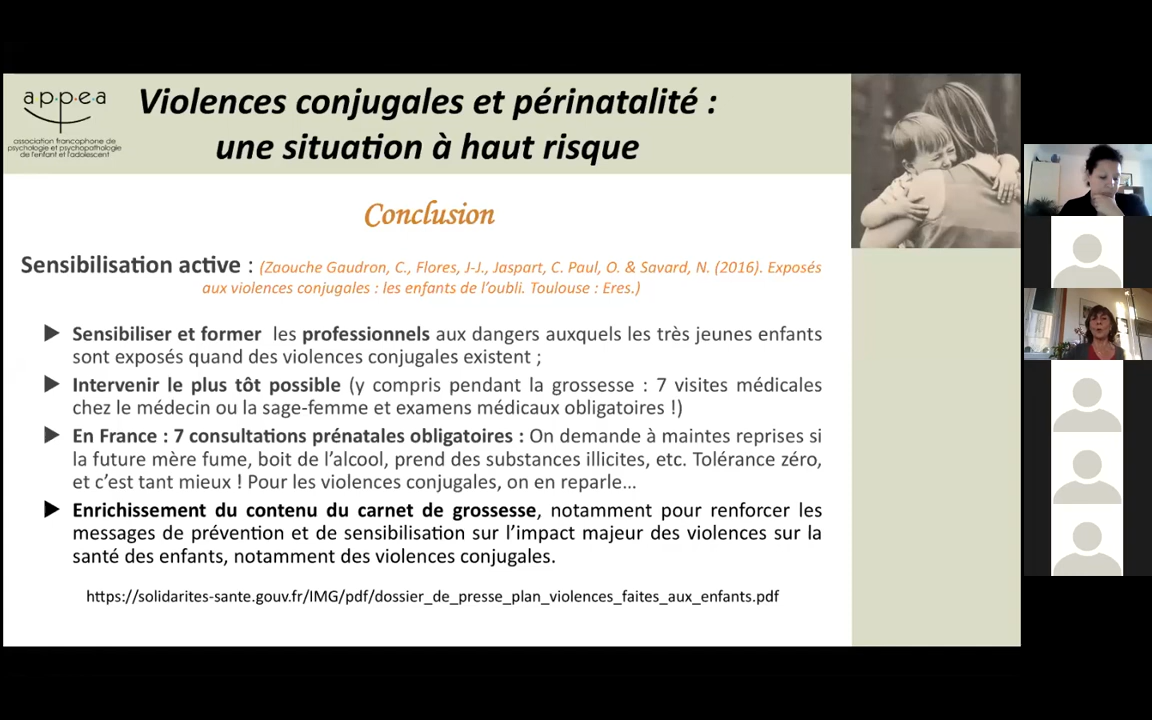 a·p·p·e·a
association francophone de
psychologie et psychopathologie
de l'enfant et l'adolescent
Violences conjugales et périnatalité :
une situation à haut risque
Conclusion
Sensibilisation active : (Zaouche Gaudron, C., Flores, J-J., Jaspart, C. Paul, O. & Savard, N. (2016). Exposés
aux violences conjugales : les enfants de l’oubli. Toulouse : Eres.)
▶ Sensibiliser et former les professionnels aux dangers auxquels les très jeunes enfants
sont exposés quand des violences conjugales existent ;
▶ Intervenir le plus tôt possible (y compris pendant la grossesse : 7 visites médicales
chez le médecin ou la sage-femme et examens médicaux obligatoires !)
▶ En France : 7 consultations prénatales obligatoires : On demande à maintes reprises si
la future mère fume, boit de l’alcool, prend des substances illicites, etc. Tolérance zéro,
et c’est tant mieux ! Pour les violences conjugales, on en reparle…
▶ Enrichissement du contenu du carnet de grossesse, notamment pour renforcer les
messages de prévention et de sensibilisation sur l’impact majeur des violences sur la
santé des enfants, notamment des violences conjugales.
https://solidarites-sante.gouv.fr/IMG/pdf/dossier_de_presse_plan_violences_faites_aux_enfants.pdf